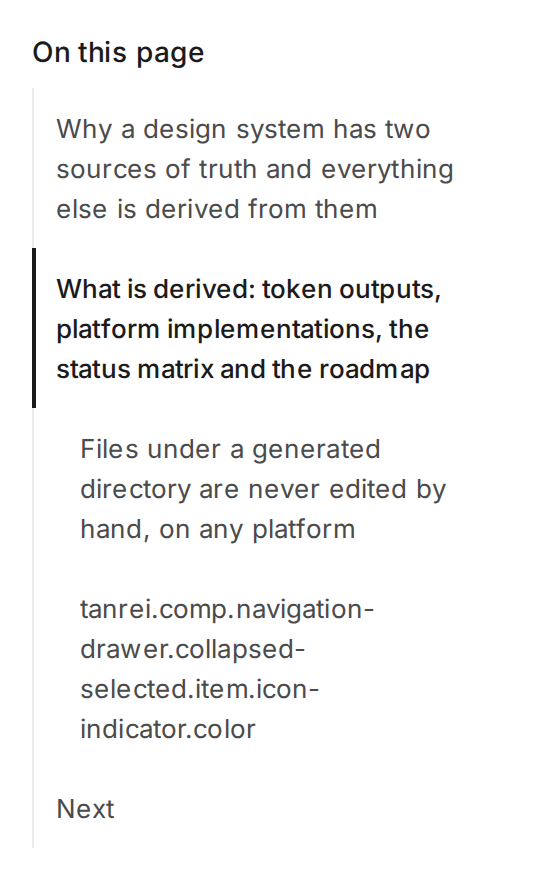 On this page
Why a design system has two
sources of truth and everything
else is derived from them
What is derived: token outputs,
platform implementations, the
status matrix and the roadmap
Files under a generated
directory are never edited by
hand, on any platform
tanrei.comp.navigation-
drawer.collapsed-
selected.item.icon-
indicator.color
Next